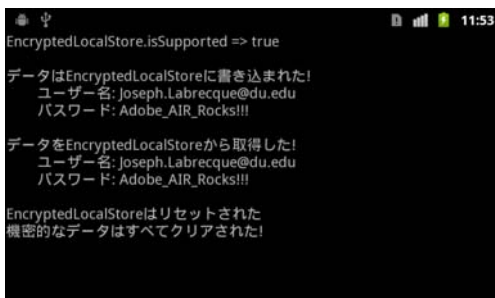 11:53
EncryptedLocalStore.isSupported => true
データはEncryptedLocalStoreに書き込まれた!
ユーザー名: Joseph.Labrecque@du.edu
パスワード: Adobe_AIR_Rocks!!!
データをEncryptedLocalStoreから取得した!
ユーザー名: Joseph.Labrecque@du.edu
パスワード: Adobe_AIR_Rocks!!!
EncryptedLocalStoreはリセットされた
機密的なデータはすべてクリアされた!